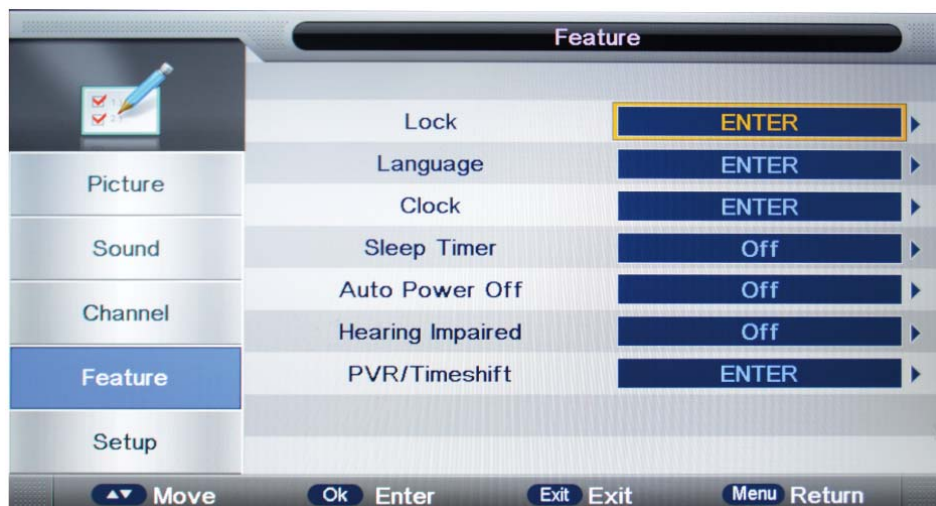 Feature
Lock ENTER
Language ENTER
Clock ENTER
Sleep Timer Off
Auto Power Off Off
Hearing Impaired Off
PVR/Timeshift ENTER
Picture
Sound
Channel
Feature
Setup
Move Ok Enter Exit Exit Menu Return